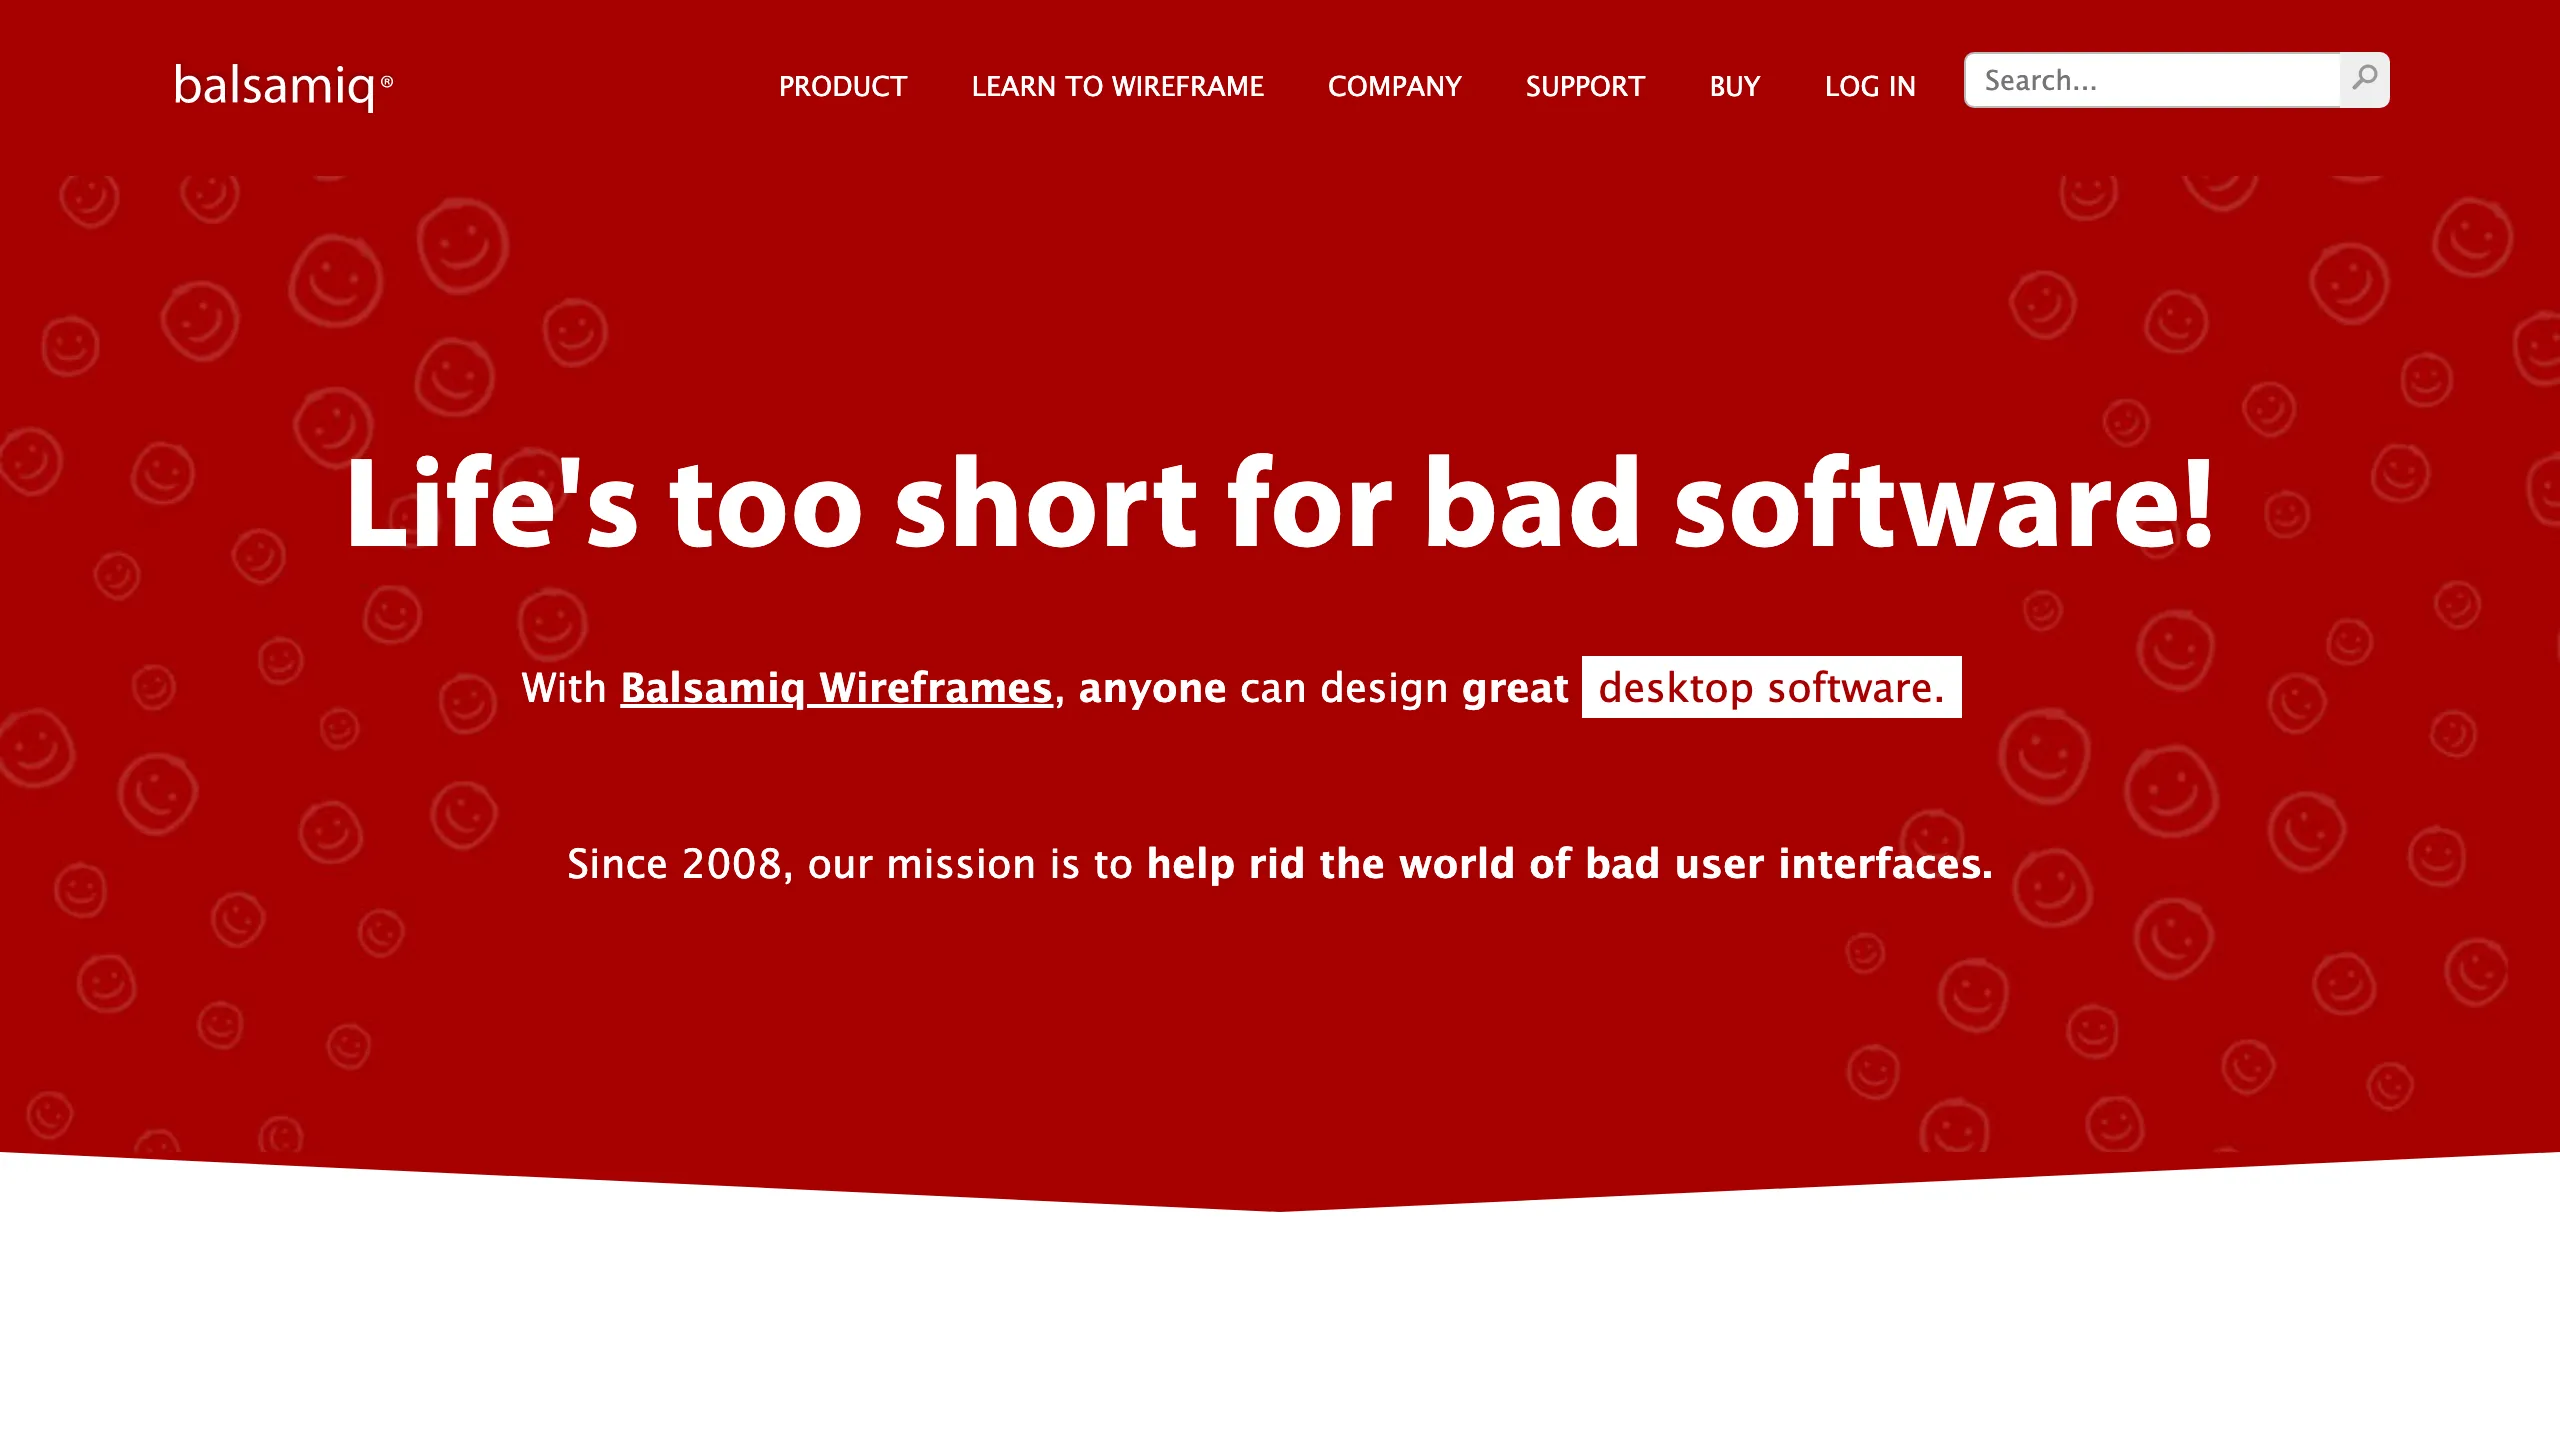 balsamiq®
PRODUCT LEARN TO WIREFRAME COMPANY SUPPORT BUY LOG IN Search...
Life's too short for bad software!
With Balsamiq Wireframes, anyone can design great desktop software.
Since 2008, our mission is to help rid the world of bad user interfaces.